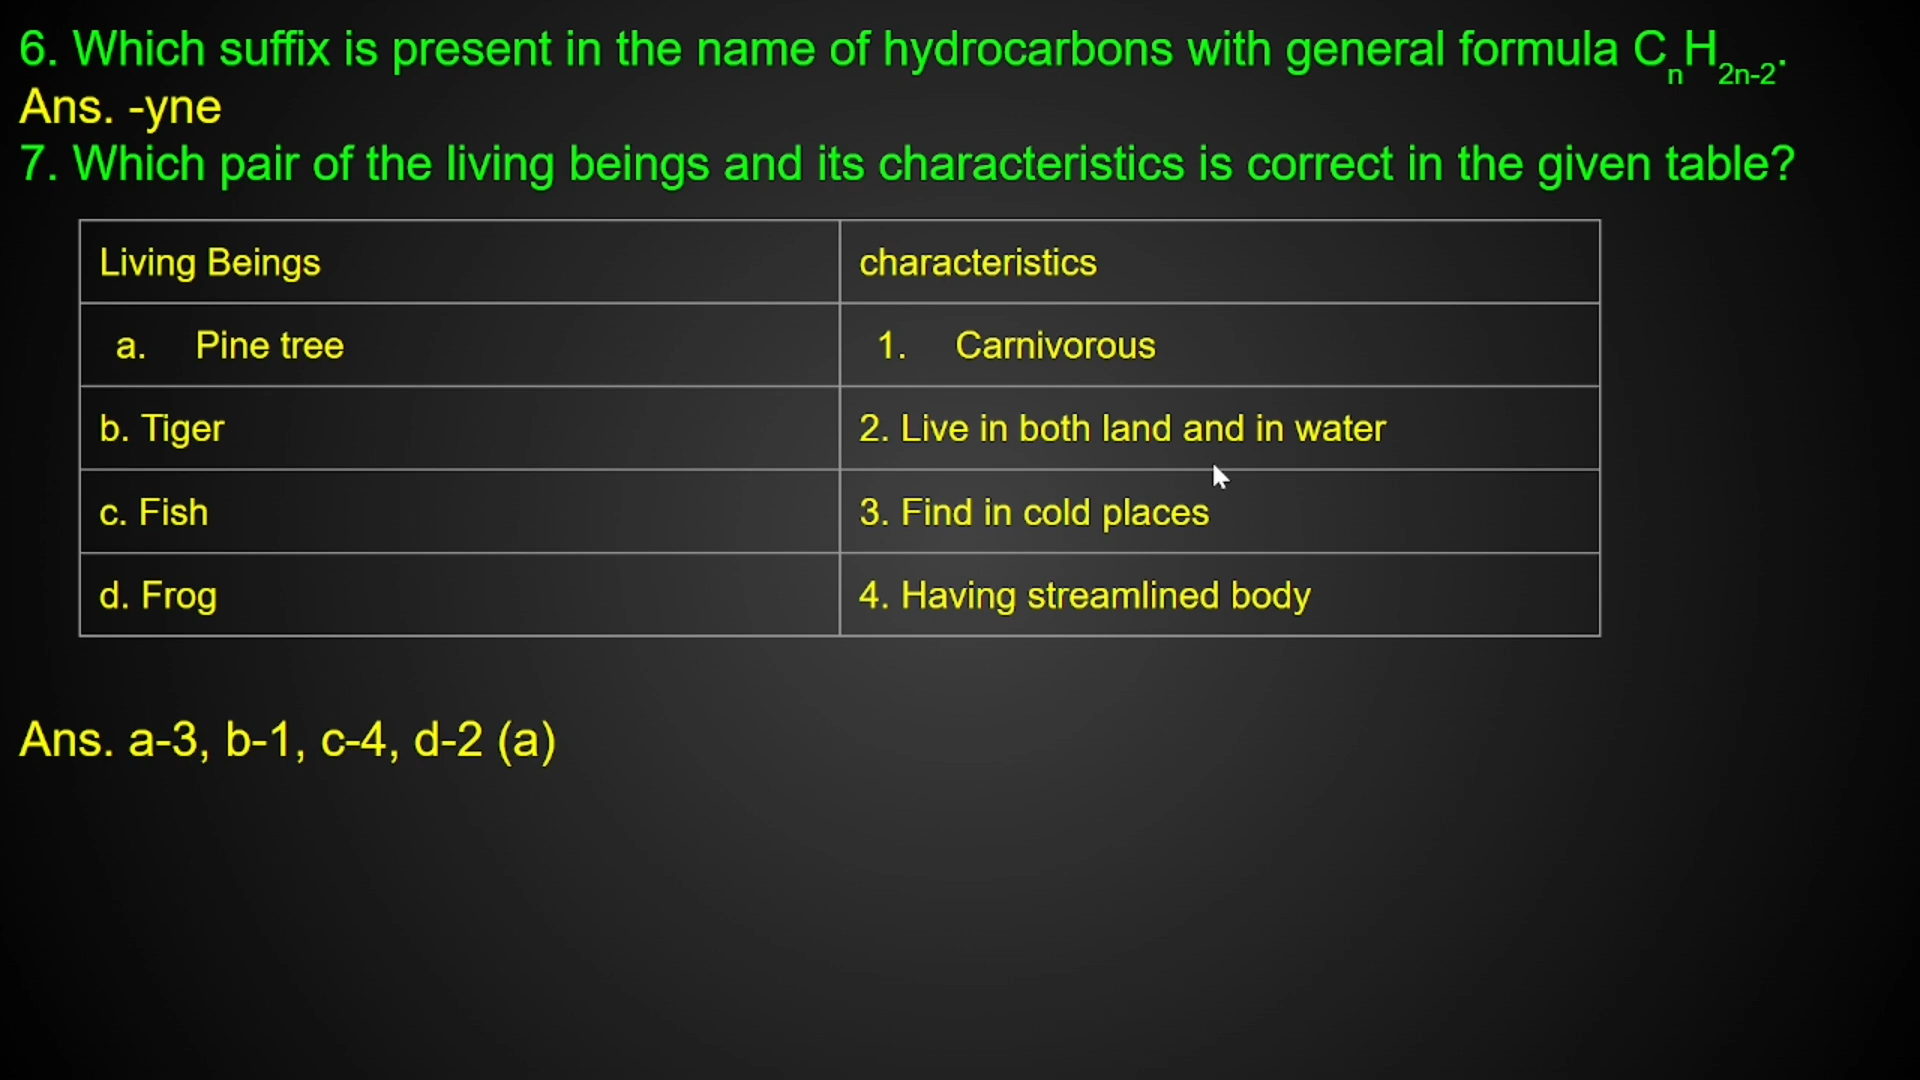 6. Which suffix is present in the name of hydrocarbons with general formula CnH2n-2.
Ans. -yne
7. Which pair of the living beings and its characteristics is correct in the given table?
Living Beings characteristics
a. Pine tree 1. Carnivorous
b. Tiger 2. Live in both land and in water
c. Fish 3. Find in cold places
d. Frog 4. Having streamlined body
Ans. a-3, b-1, c-4, d-2 (a)